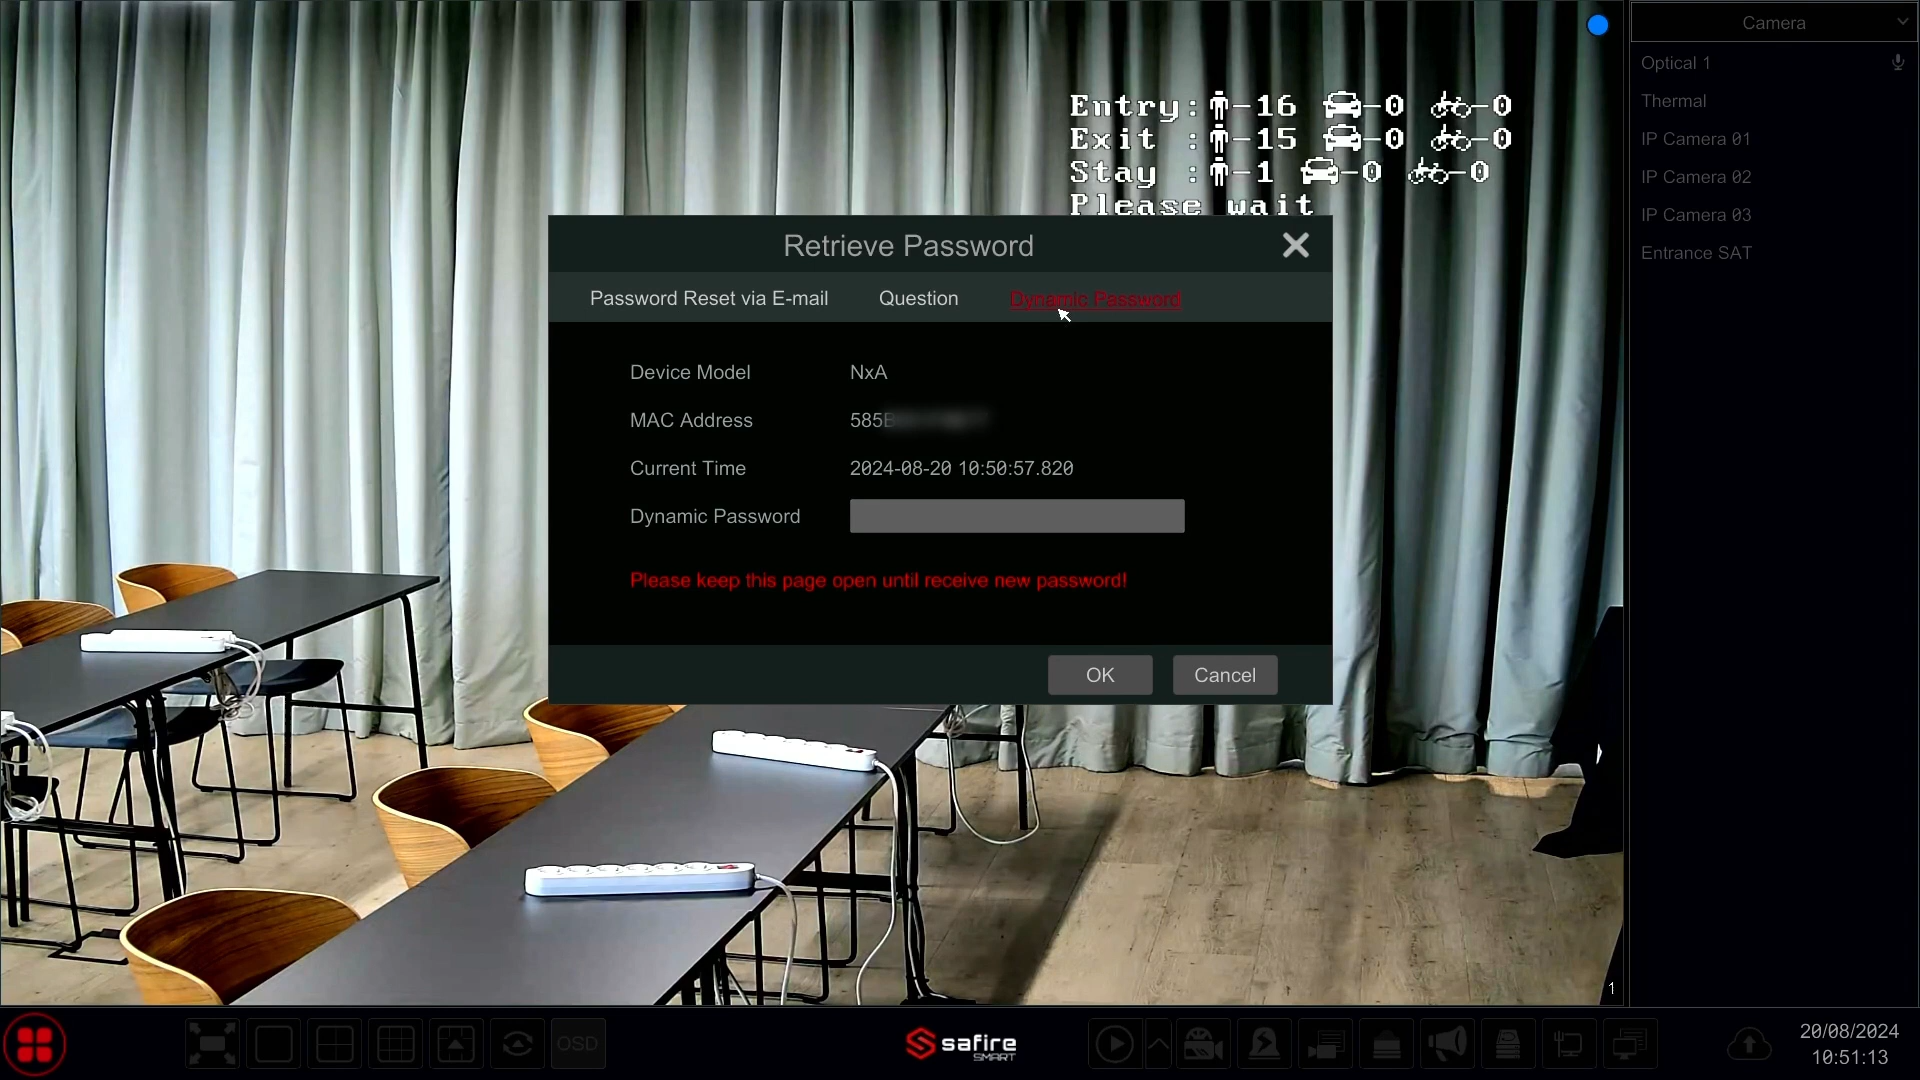 Camera
Optical 1
Thermal
IP Camera 01
IP Camera 02
IP Camera 03
Entrance SAT
Entry: -16 -0 -0
Exit : -15 -0 -0
Stay : -1 -0 -0
Please wait
Retrieve Password
Password Reset via E-mail Question Dynamic Password
Device Model NxA
MAC Address 585
Current Time 2024-08-20 10:50:57.820
Dynamic Password
Please keep this page open until receive new password!
OK Cancel
1
OSD
safire
SMART
20/08/2024
10:51:13